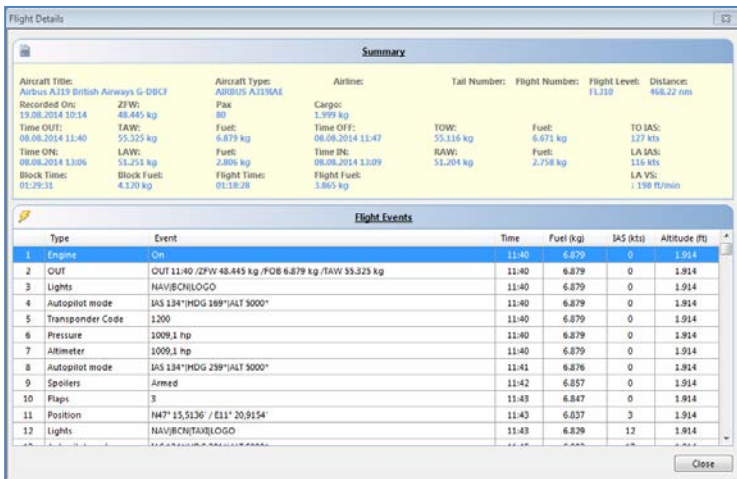 Flight Details
Summary
Aircraft Title: Aircraft Type: Airline: Tail Number: Flight Number: Flight Level: Distance:
Airbus A319 British Airways G-DBCF AIRBUS A319IAE FL310 468.22 nm
Recorded On: ZFW: Pax Cargo:
19.08.2014 10:14 48.445 kg 80 1.999 kg
Time OUT: TAW: Fuel: Time OFF: TOW: Fuel: TO IAS:
08.08.2014 11:40 55.325 kg 6.879 kg 08.08.2014 11:47 55.116 kg 6.671 kg 127 kts
Time ON: LAW: Fuel: Time IN: RAW: Fuel: LA IAS:
08.08.2014 13:06 51.251 kg 2.806 kg 08.08.2014 13:09 51.204 kg 2.758 kg 116 kts
Block Time: Block Fuel: Flight Time: Flight Fuel: LA VS:
01:29:31 4.120 kg 01:18:28 3.865 kg 198 ft/min
Flight Events
Type Event Time Fuel (kg) IAS (kts) Altitude (ft)
1 Engine On 11:40 6.879 0 1.914
2 OUT OUT 11:40 /ZFW 48.445 kg /FOB 6.879 kg /TAW 55.325 kg 11:40 6.879 0 1.914
3 Lights NAV|BCN|LOGO 11:40 6.879 0 1.914
4 Autopilot mode IAS 134*|HDG 169*|ALT 5000* 11:40 6.879 0 1.914
5 Transponder Code 1200 11:40 6.879 0 1.914
6 Pressure 1009,1 hp 11:40 6.879 0 1.914
7 Altimeter 1009,1 hp 11:40 6.879 0 1.914
8 Autopilot mode IAS 134*|HDG 259*|ALT 5000* 11:41 6.876 0 1.914
9 Spoilers Armed 11:42 6.857 0 1.914
10 Flaps 3 11:43 6.847 0 1.914
11 Position N47° 15,5136' / E11° 20,9154' 11:43 6.837 3 1.914
12 Lights NAV|BCN|TAXI|LOGO 11:43 6.829 12 1.914
Close